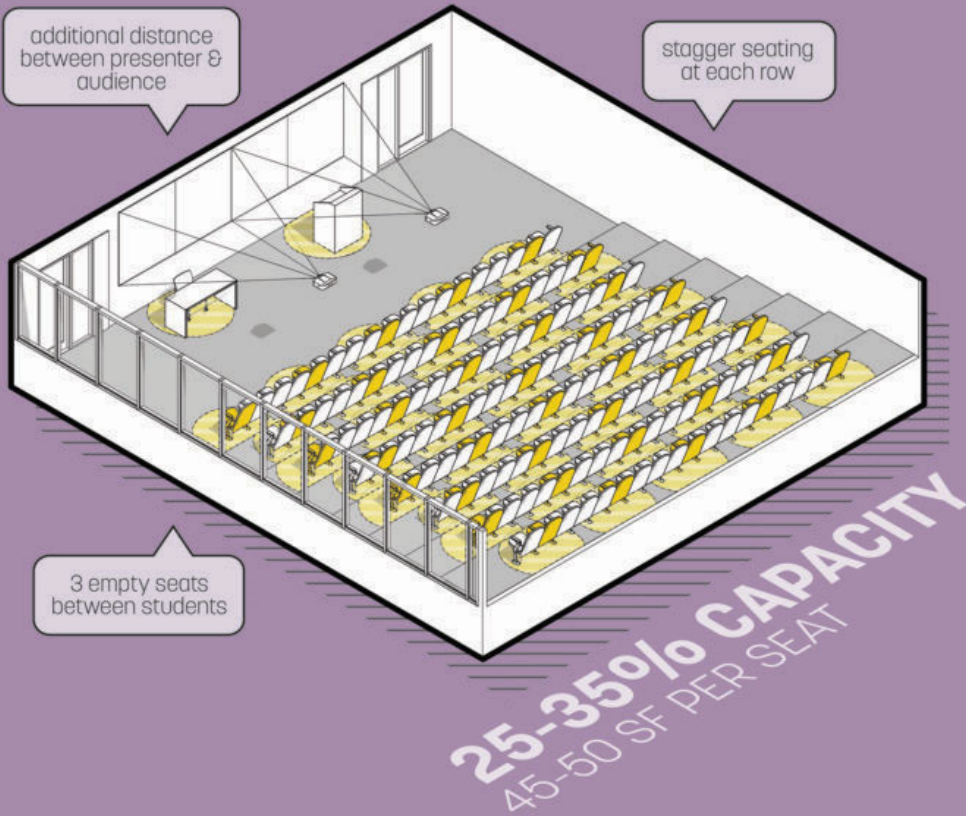 additional distance
between presenter &
audience
stagger seating
at each row
3 empty seats
between students
25-35% CAPACITY
45-50 SF PER SEAT